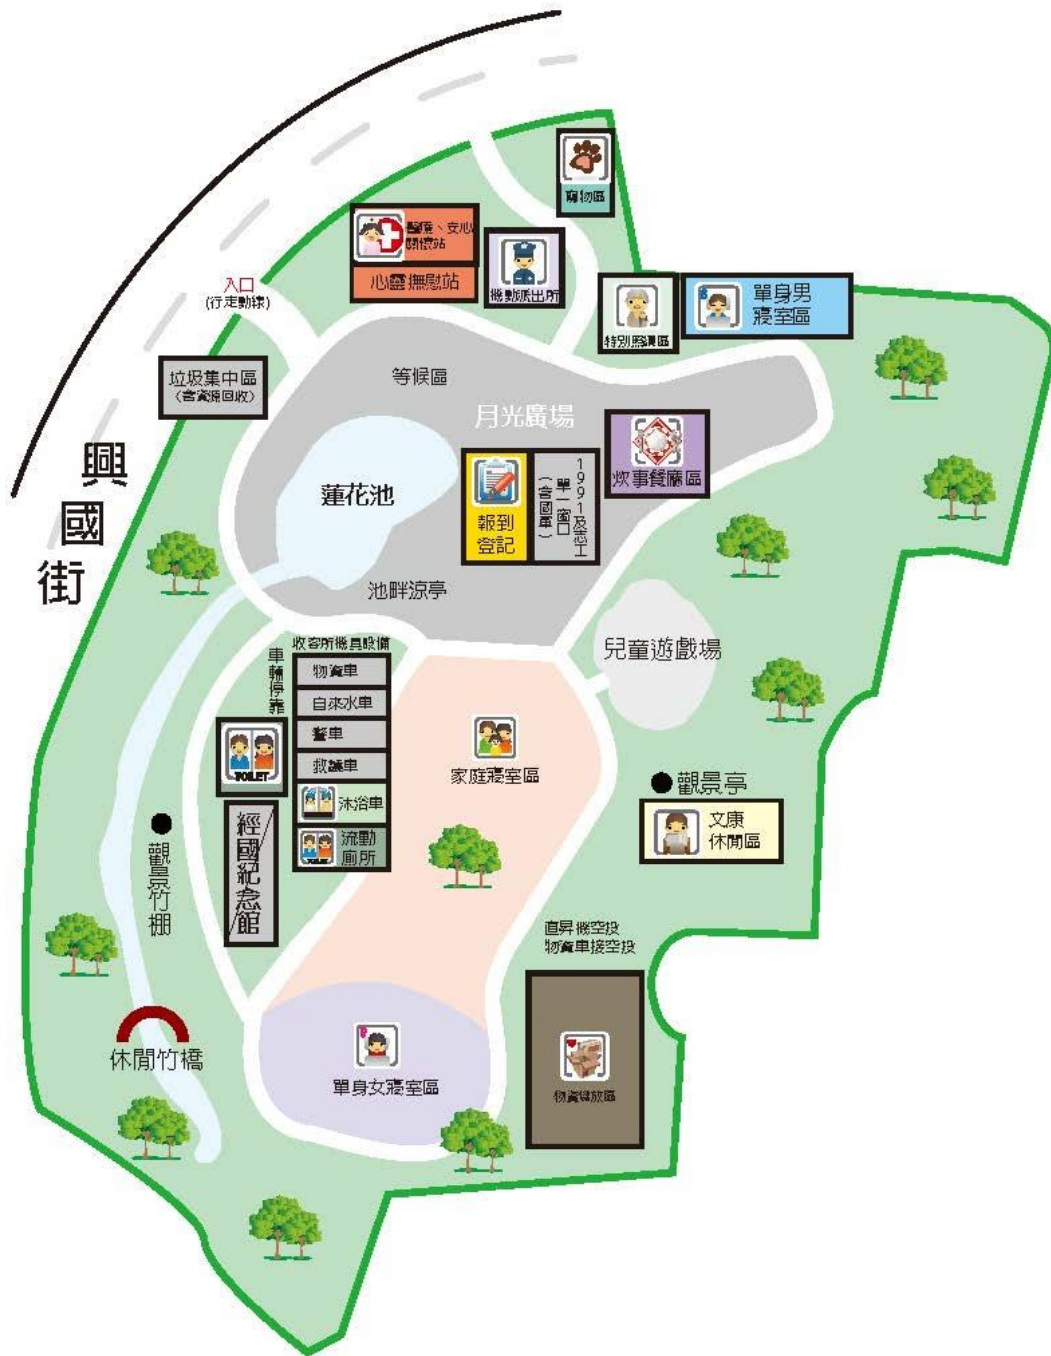 寵物區
醫療、安心
關懷站
心靈撫慰站
機動派出所
入口
(行走動線)
特別照護區
單身男
寢室區
垃圾集中區
(含資源回收)
等候區
月光廣場
炊事餐廳區
興國街
蓮花池
報到
登記
1991及志工
單一窗口
(含國軍)
池畔涼亭
收容所機具設備
車輛停靠
物資車
自來水車
警車
救護車
沐浴車
流動
廁所
TOILET
TOILET
經國紀念館
兒童遊戲場
家庭寢室區
觀景亭
文康
休閒區
觀景竹棚
直昇機空投
物資車接空投
休閒竹橋
單身女寢室區
物資儲放區